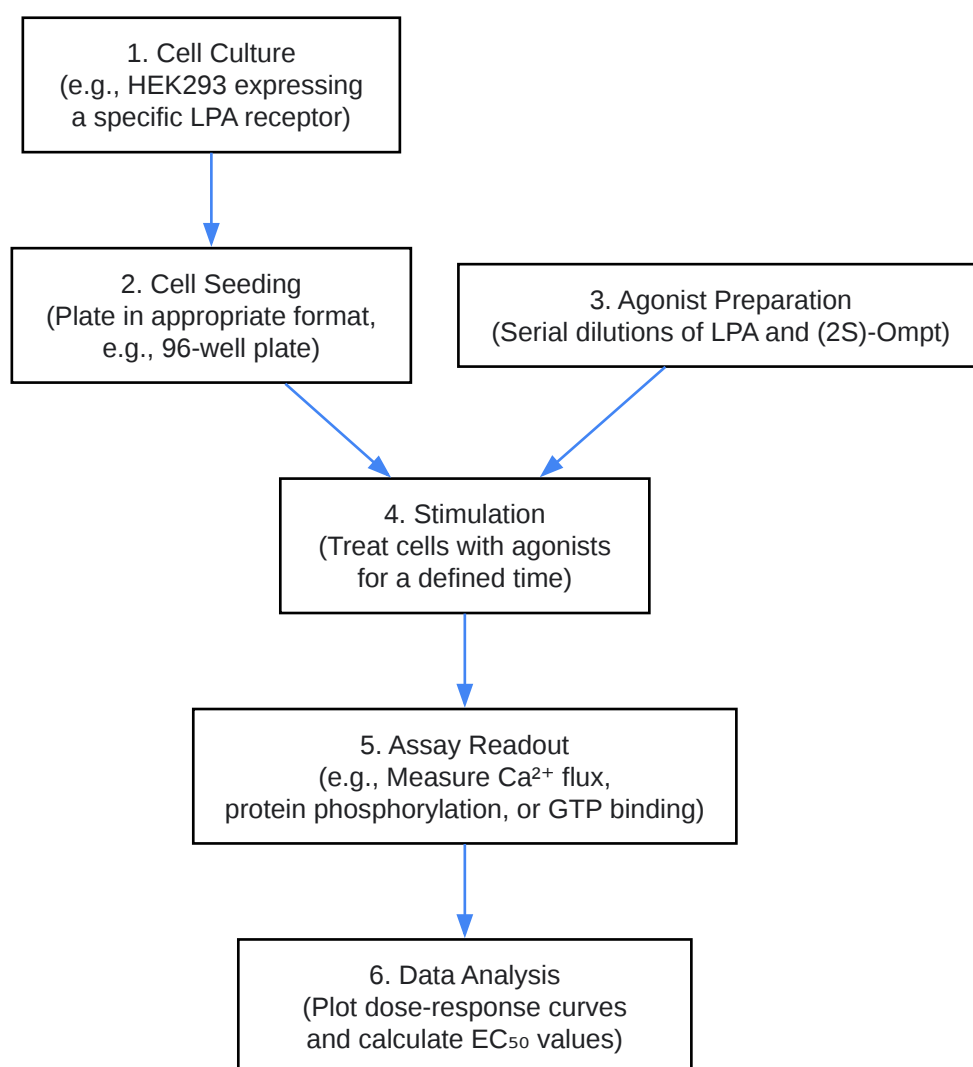 1. Cell Culture
(e.g., HEK293 expressing
a specific LPA receptor)
2. Cell Seeding
(Plate in appropriate format,
e.g., 96-well plate)
3. Agonist Preparation
(Serial dilutions of LPA and (2S)-Ompt)
4. Stimulation
(Treat cells with agonists
for a defined time)
5. Assay Readout
(e.g., Measure Ca²⁺ flux,
protein phosphorylation, or GTP binding)
6. Data Analysis
(Plot dose-response curves
and calculate EC₅₀ values)